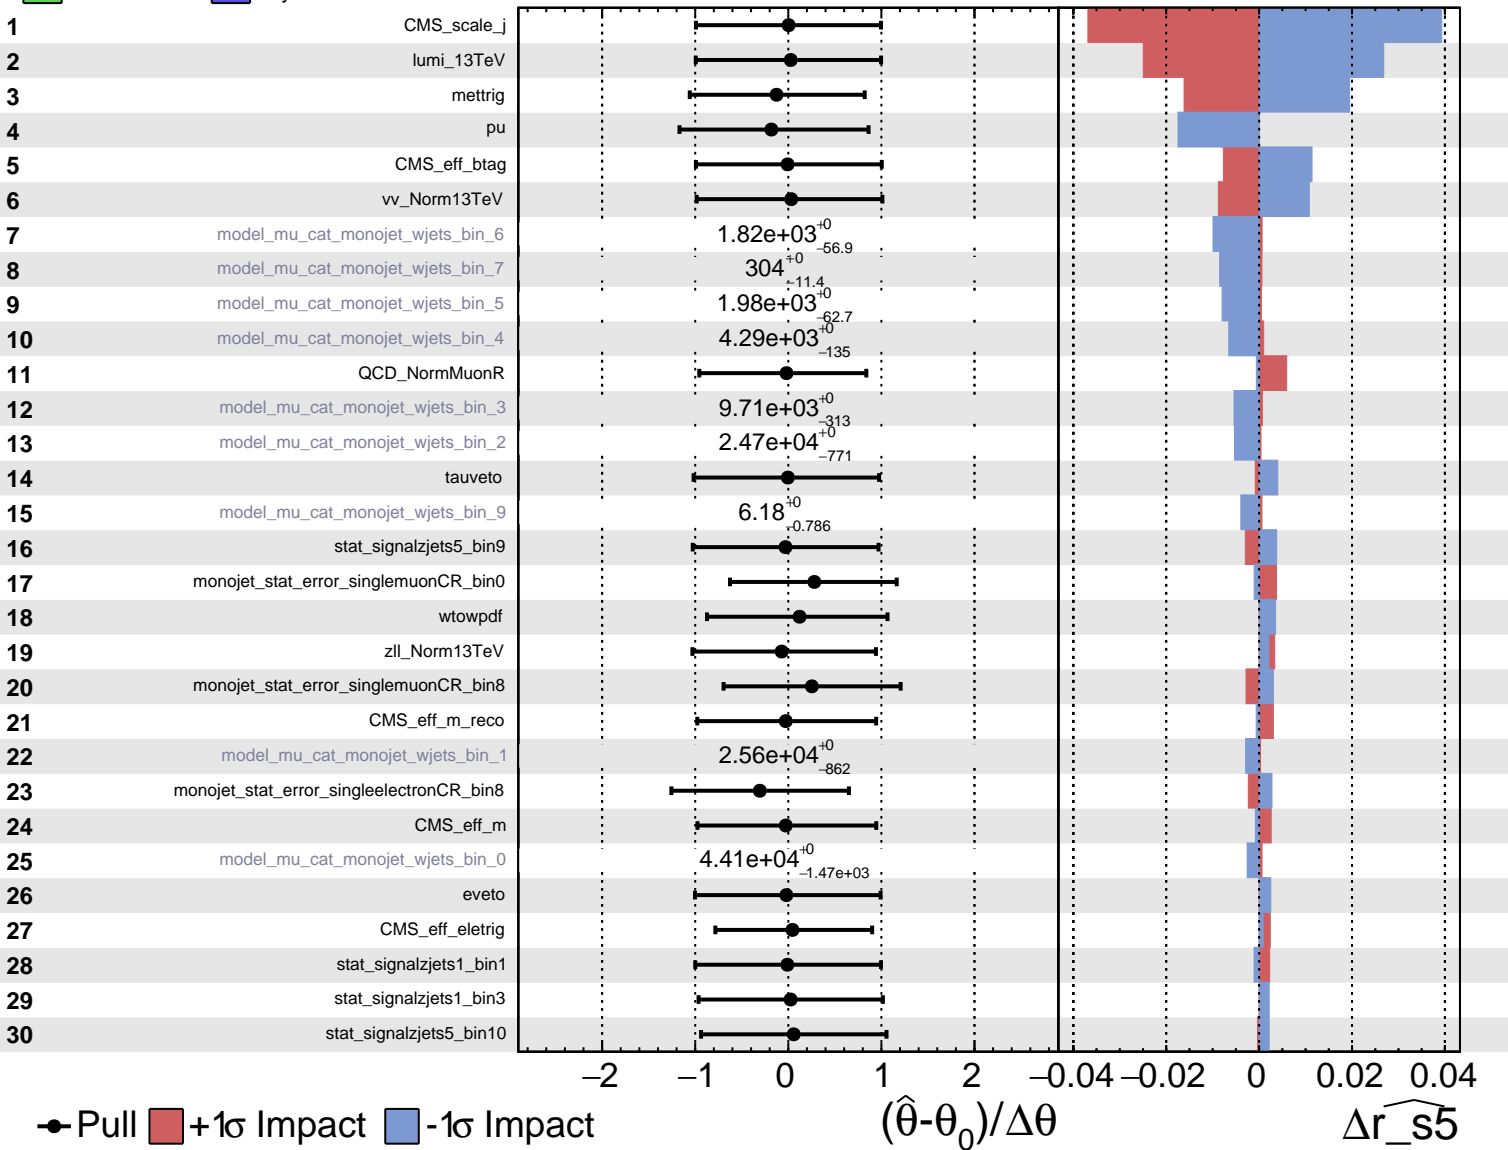 1 CMS_scale_j
2 lumi_13TeV
3 mettrig
4 pu
5 CMS_eff_btag
6 vv_Norm13TeV
7 model_mu_cat_monojet_wjets_bin_6 1.82e+03 +0 −56.9
8 model_mu_cat_monojet_wjets_bin_7 304 +0 −11.4
9 model_mu_cat_monojet_wjets_bin_5 1.98e+03 +0 −62.7
10 model_mu_cat_monojet_wjets_bin_4 4.29e+03 +0 −135
11 QCD_NormMuonR
12 model_mu_cat_monojet_wjets_bin_3 9.71e+03 +0 −313
13 model_mu_cat_monojet_wjets_bin_2 2.47e+04 +0 −771
14 tauveto
15 model_mu_cat_monojet_wjets_bin_9 6.18 +0 −0.786
16 stat_signalzjets5_bin9
17 monojet_stat_error_singlemuonCR_bin0
18 wtowpdf
19 zll_Norm13TeV
20 monojet_stat_error_singlemuonCR_bin8
21 CMS_eff_m_reco
22 model_mu_cat_monojet_wjets_bin_1 2.56e+04 +0 −862
23 monojet_stat_error_singleelectronCR_bin8
24 CMS_eff_m
25 model_mu_cat_monojet_wjets_bin_0 4.41e+04 +0 −1.47e+03
26 eveto
27 CMS_eff_eletrig
28 stat_signalzjets1_bin1
29 stat_signalzjets1_bin3
30 stat_signalzjets5_bin10
−2 −1 0 1 2 −0.04 −0.02 0 0.02 0.04
Pull +1σ Impact -1σ Impact (θ̂-θ₀)/Δθ Δr_s5